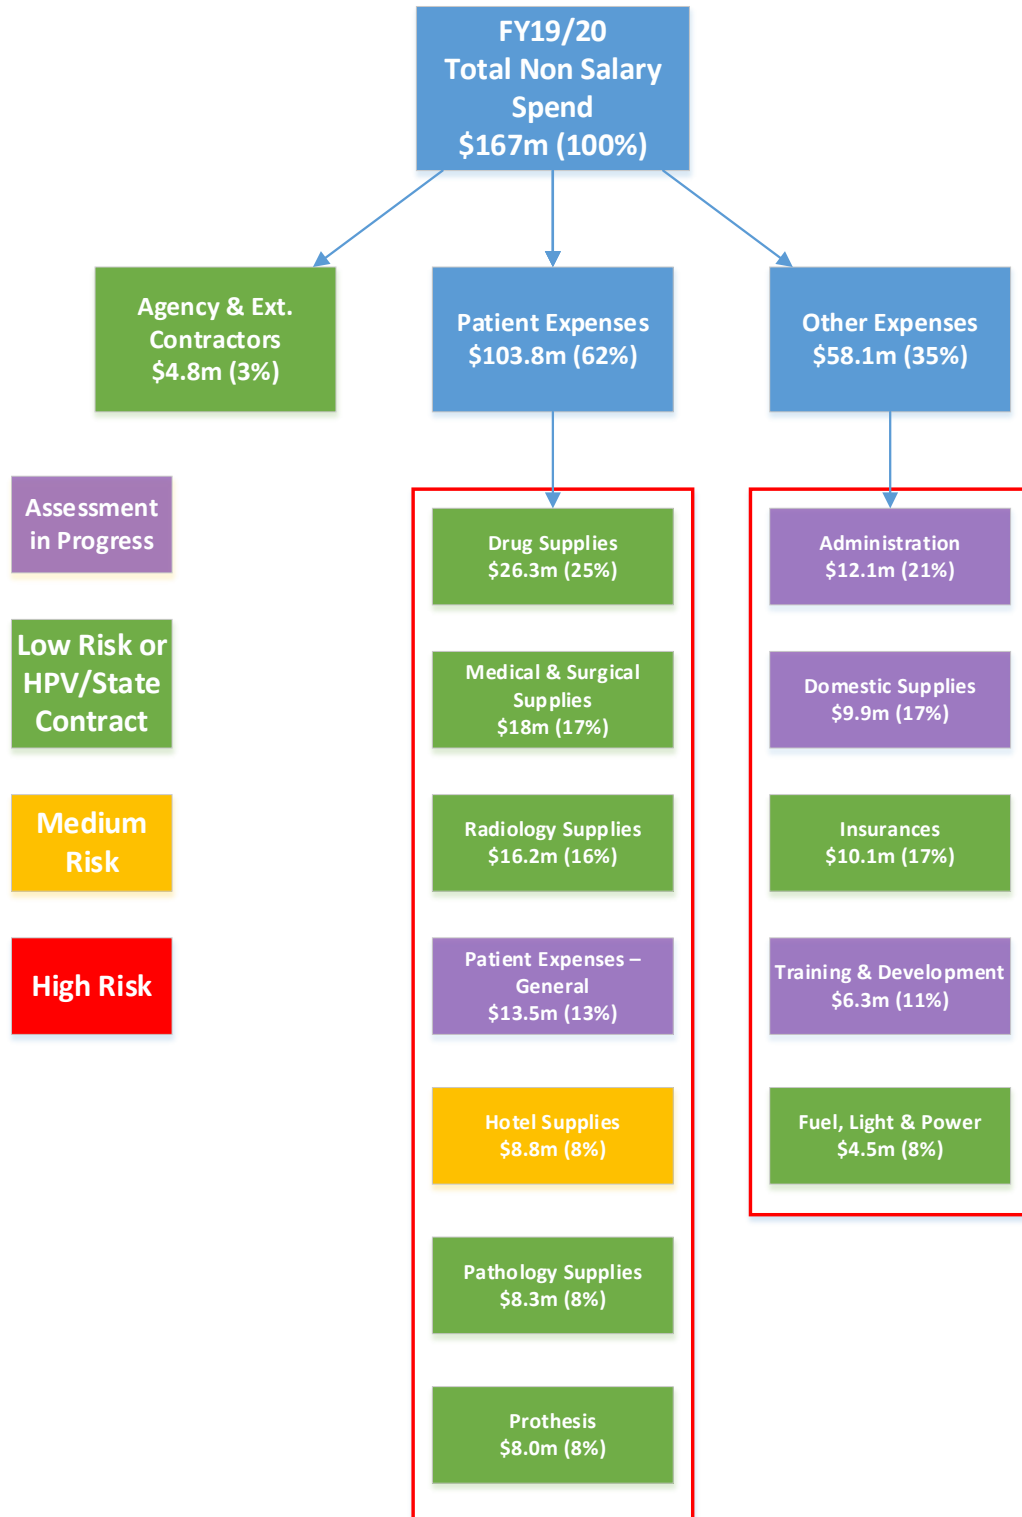 FY19/20
Total Non Salary
Spend
$167m (100%)
Agency & Ext.
Contractors
$4.8m (3%)
Patient Expenses
$103.8m (62%)
Other Expenses
$58.1m (35%)
Assessment
in Progress
Low Risk or
HPV/State
Contract
Medium
Risk
High Risk
Drug Supplies
$26.3m (25%)
Medical & Surgical
Supplies
$18m (17%)
Radiology Supplies
$16.2m (16%)
Patient Expenses –
General
$13.5m (13%)
Hotel Supplies
$8.8m (8%)
Pathology Supplies
$8.3m (8%)
Prothesis
$8.0m (8%)
Administration
$12.1m (21%)
Domestic Supplies
$9.9m (17%)
Insurances
$10.1m (17%)
Training & Development
$6.3m (11%)
Fuel, Light & Power
$4.5m (8%)